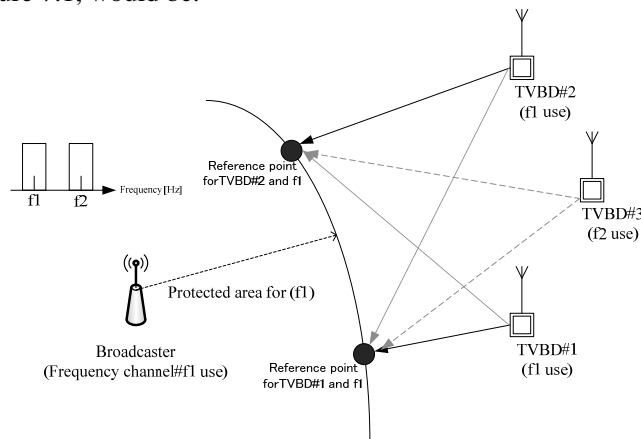 TVBD#2
(f1 use)
Reference point
forTVBD#2 and f1
f1
f2
Frequency[Hz]
TVBD#3
(f2 use)
Protected area for (f1)
TVBD#1
(f1 use)
Broadcaster
(Frequency channel#f1 use)
Reference point
forTVBD#1 and f1